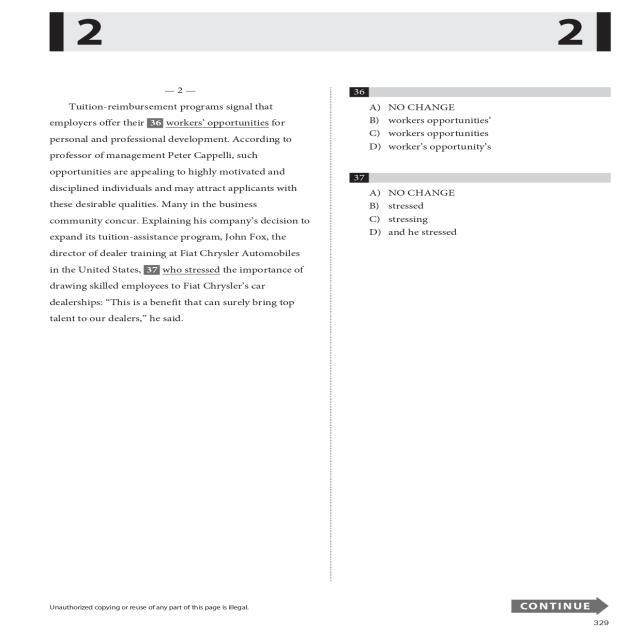 2 2
— 2 —
Tuition-reimbursement programs signal that
employers offer their 36 workers' opportunities for
personal and professional development. According to
professor of management Peter Cappelli, such
opportunities are appealing to highly motivated and
disciplined individuals and may attract applicants with
these desirable qualities. Many in the business
community concur. Explaining his company's decision to
expand its tuition-assistance program, John Fox, the
director of dealer training at Fiat Chrysler Automobiles
in the United States, 37 who stressed the importance of
drawing skilled employees to Fiat Chrysler's car
dealerships: “This is a benefit that can surely bring top
talent to our dealers,” he said.
36
A) NO CHANGE
B) workers opportunities'
C) workers opportunities
D) worker's opportunity's
37
A) NO CHANGE
B) stressed
C) stressing
D) and he stressed
Unauthorized copying or reuse of any part of this page is illegal.
CONTINUE
329